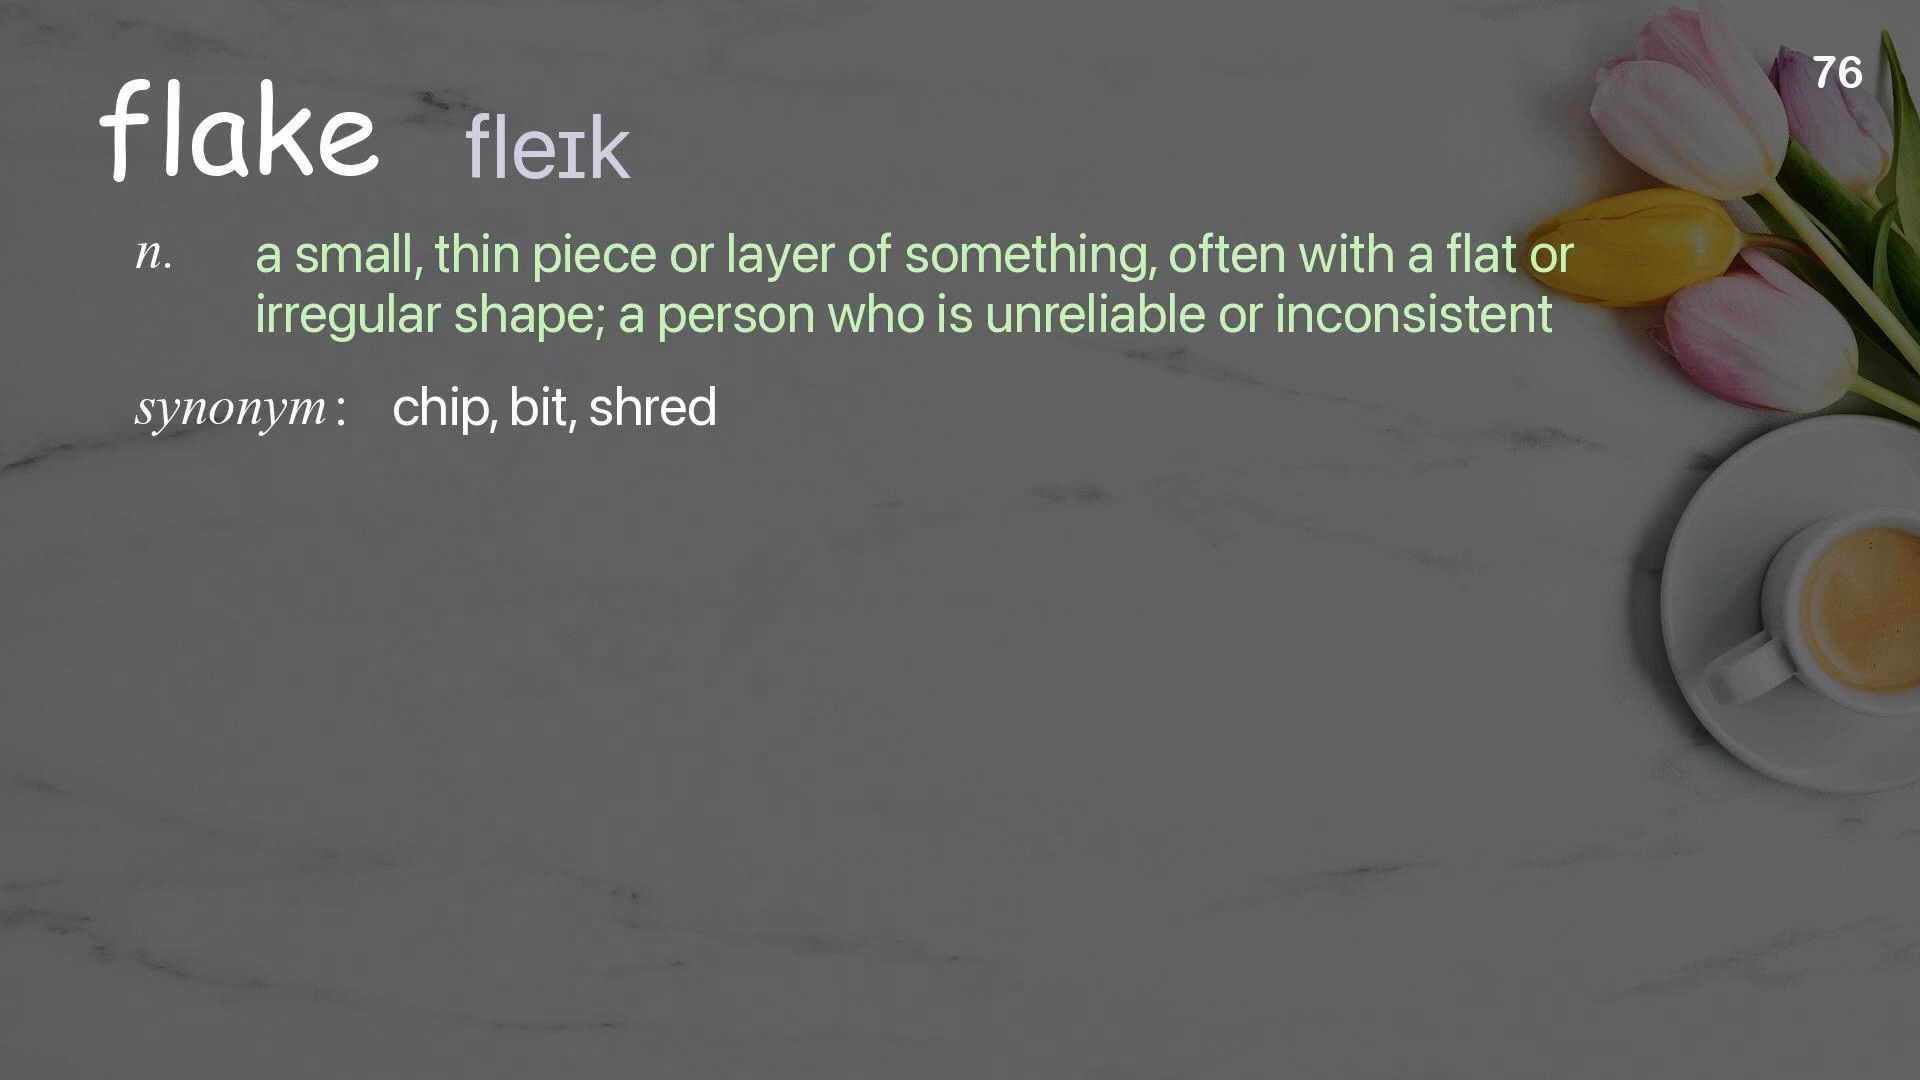 76
flake fleɪk
n. a small, thin piece or layer of something, often with a flat or
irregular shape; a person who is unreliable or inconsistent
synonym: chip, bit, shred